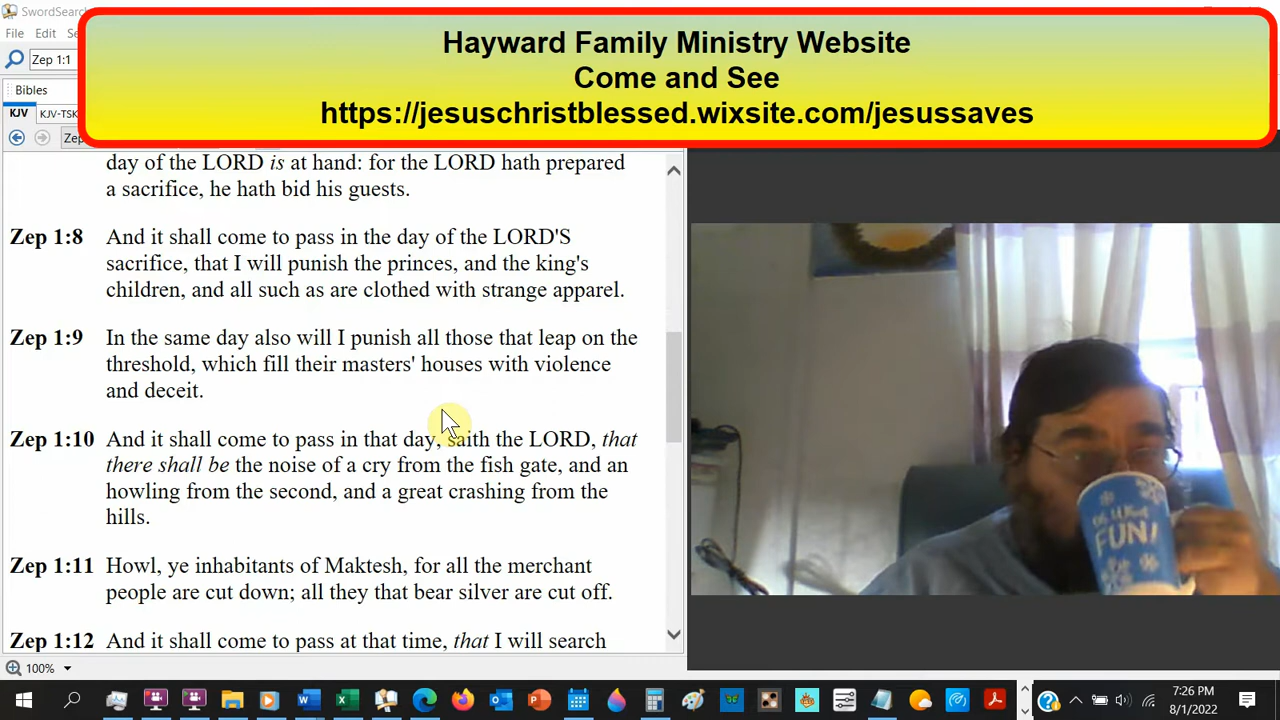 SwordSear
Hayward Family Ministry Website
Come and See
https://jesuschristblessed.wixsite.com/jesussaves
File Edit
Zep 1:1
Bibles
KJV KJV-TSK
Zep
day of the LORD is at hand: for the LORD hath prepared
a sacrifice, he hath bid his guests.
Zep 1:8 And it shall come to pass in the day of the LORD'S
sacrifice, that I will punish the princes, and the king's
children, and all such as are clothed with strange apparel.
Zep 1:9 In the same day also will I punish all those that leap on the
threshold, which fill their masters' houses with violence
and deceit.
Zep 1:10 And it shall come to pass in that day, saith the LORD, that
there shall be the noise of a cry from the fish gate, and an
howling from the second, and a great crashing from the
hills.
Zep 1:11 Howl, ye inhabitants of Maktesh, for all the merchant
people are cut down; all they that bear silver are cut off.
Zep 1:12 And it shall come to pass at that time, that I will search
FUN!
100%
7:26 PM
8/1/2022